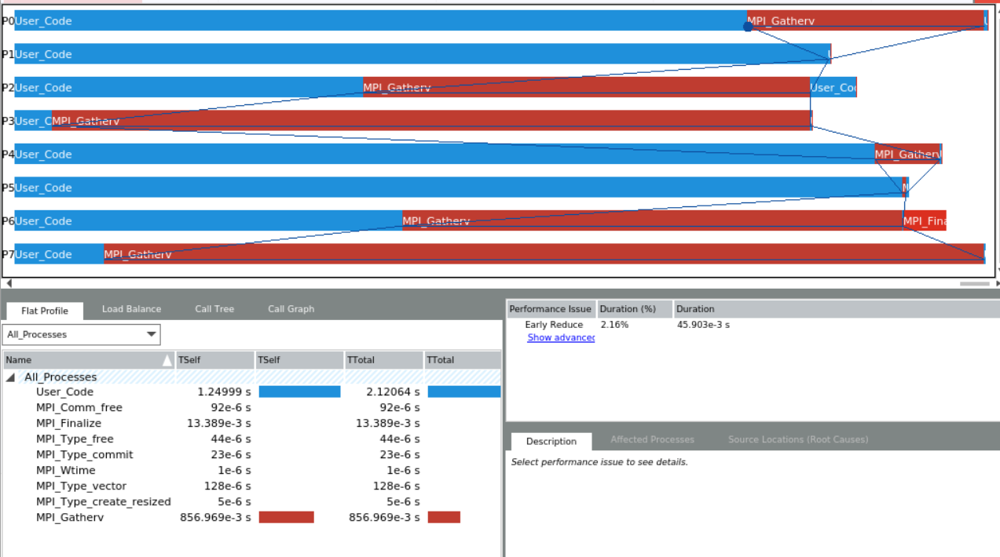 P0 User_Code MPI_Gatherv
P1 User_Code
P2 User_Code MPI_Gatherv User_Co
P3 User_C MPI_Gatherv
P4 User_Code MPI_Gatherv
P5 User_Code
P6 User_Code MPI_Gatherv MPI_Fina
P7 User_Code MPI_Gatherv
Flat Profile Load Balance Call Tree Call Graph
All_Processes
Name TSelf TSelf TTotal TTotal
All_Processes
User_Code 1.24999 s 2.12064 s
MPI_Comm_free 92e-6 s 92e-6 s
MPI_Finalize 13.389e-3 s 13.389e-3 s
MPI_Type_free 44e-6 s 44e-6 s
MPI_Type_commit 23e-6 s 23e-6 s
MPI_Wtime 1e-6 s 1e-6 s
MPI_Type_vector 128e-6 s 128e-6 s
MPI_Type_create_resized 5e-6 s 5e-6 s
MPI_Gatherv 856.969e-3 s 856.969e-3 s
Performance Issue Duration (%) Duration
Early Reduce 2.16% 45.903e-3 s
Show advanced
Description Affected Processes Source Locations (Root Causes)
Select performance issue to see details.